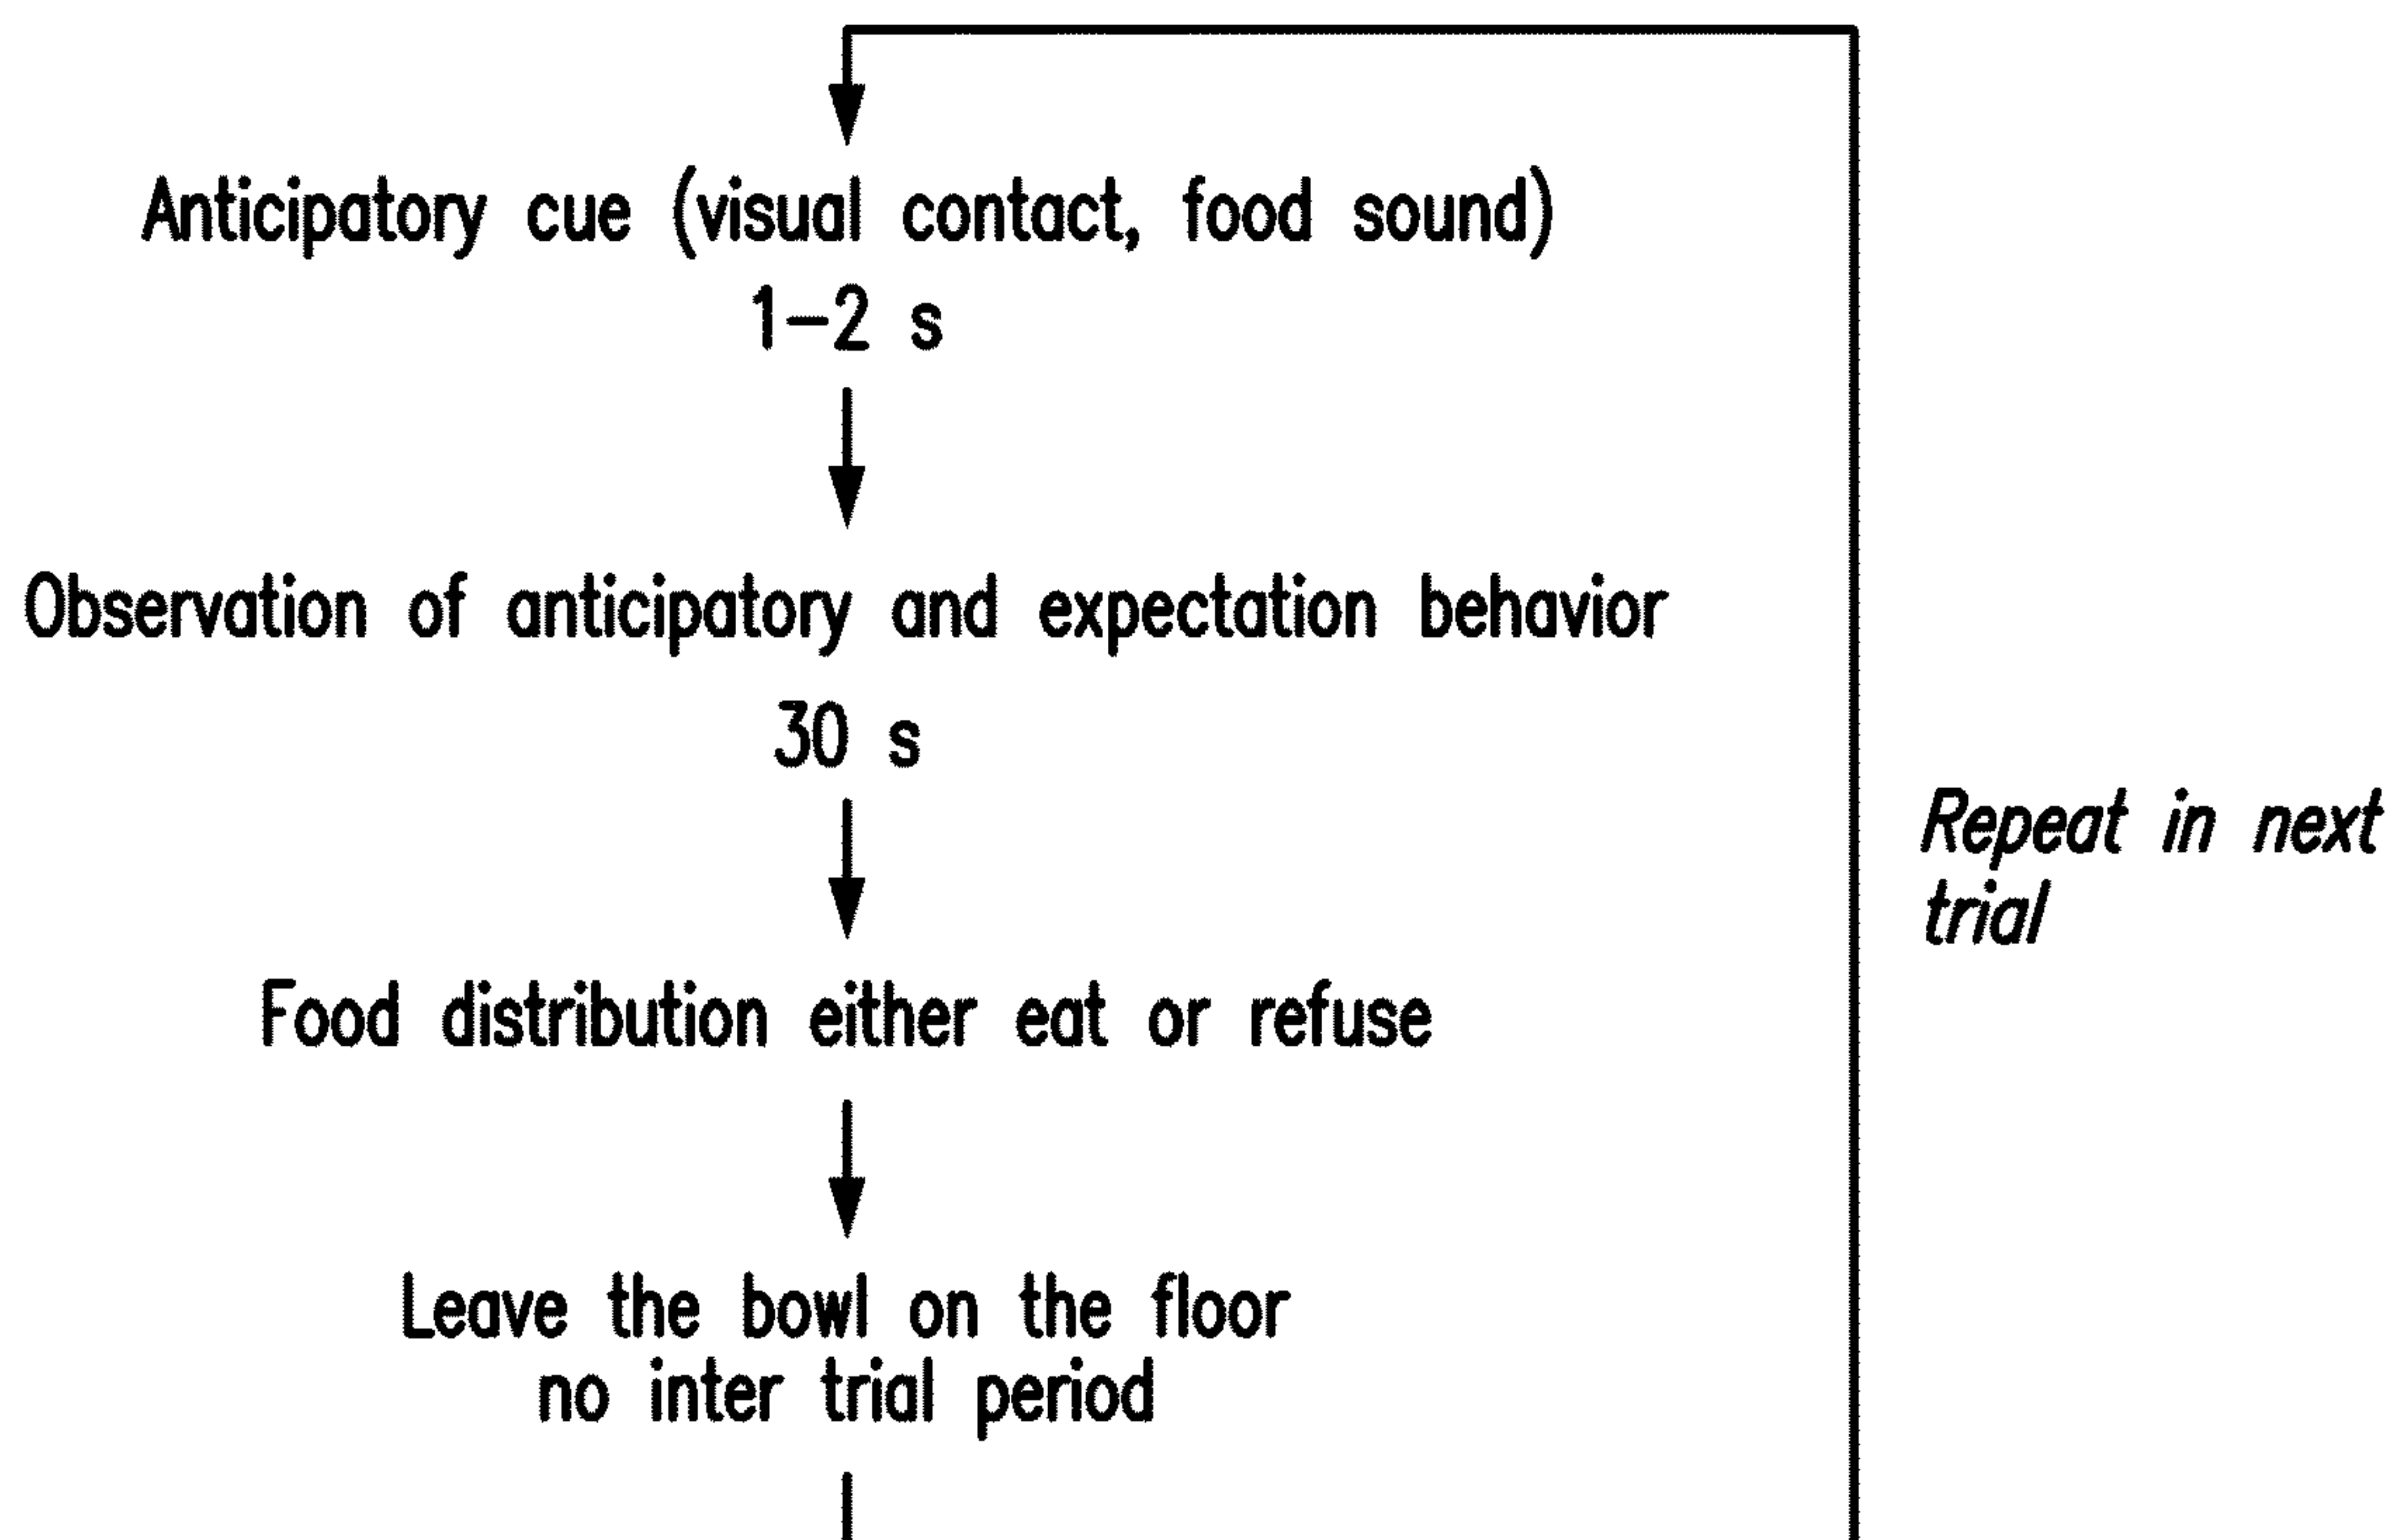 Anticipatory cue (visual contact, food sound)
1-2 s
Observation of anticipatory and expectation behavior
30 s
Food distribution either eat or refuse
Leave the bowl on the floor
no inter trial period
Repeat in next
trial